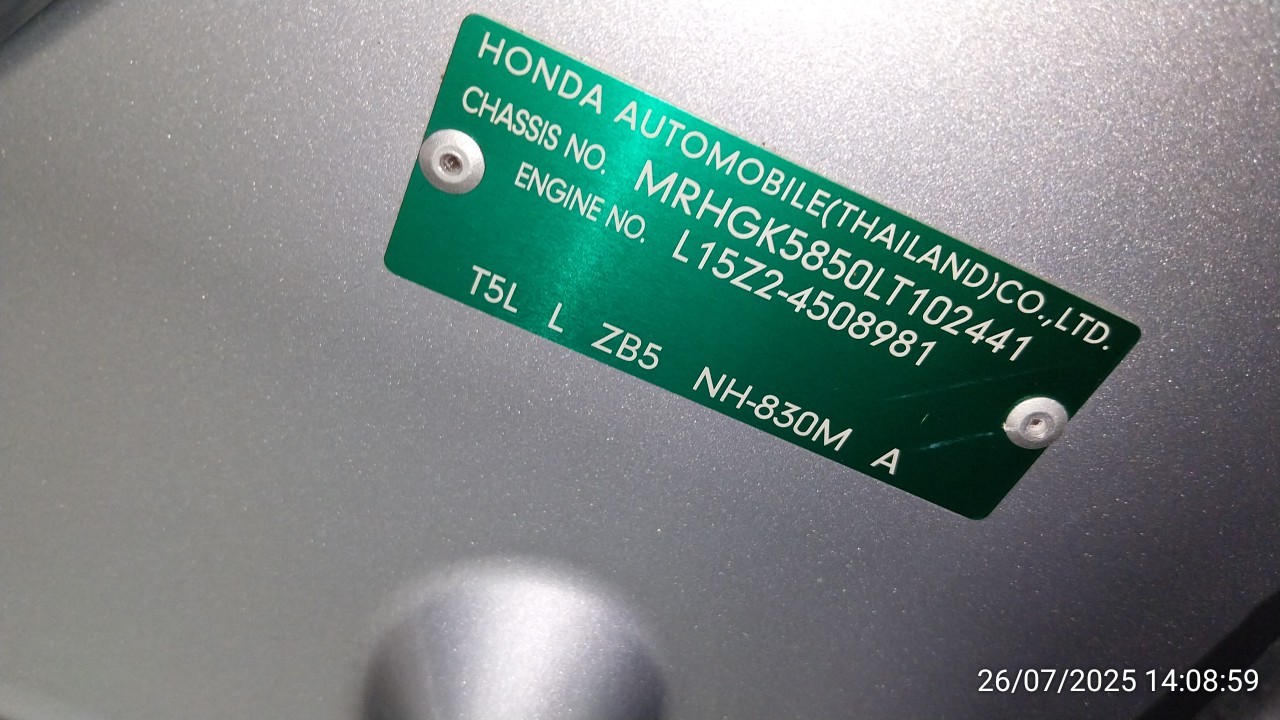 HONDA AUTOMOBILE(THAILAND)CO.,LTD.
CHASSIS NO. MRHGK5850LT102441
ENGINE NO. L15Z2-4508981
T5L L ZB5 NH-830M A
26/07/2025 14:08:59